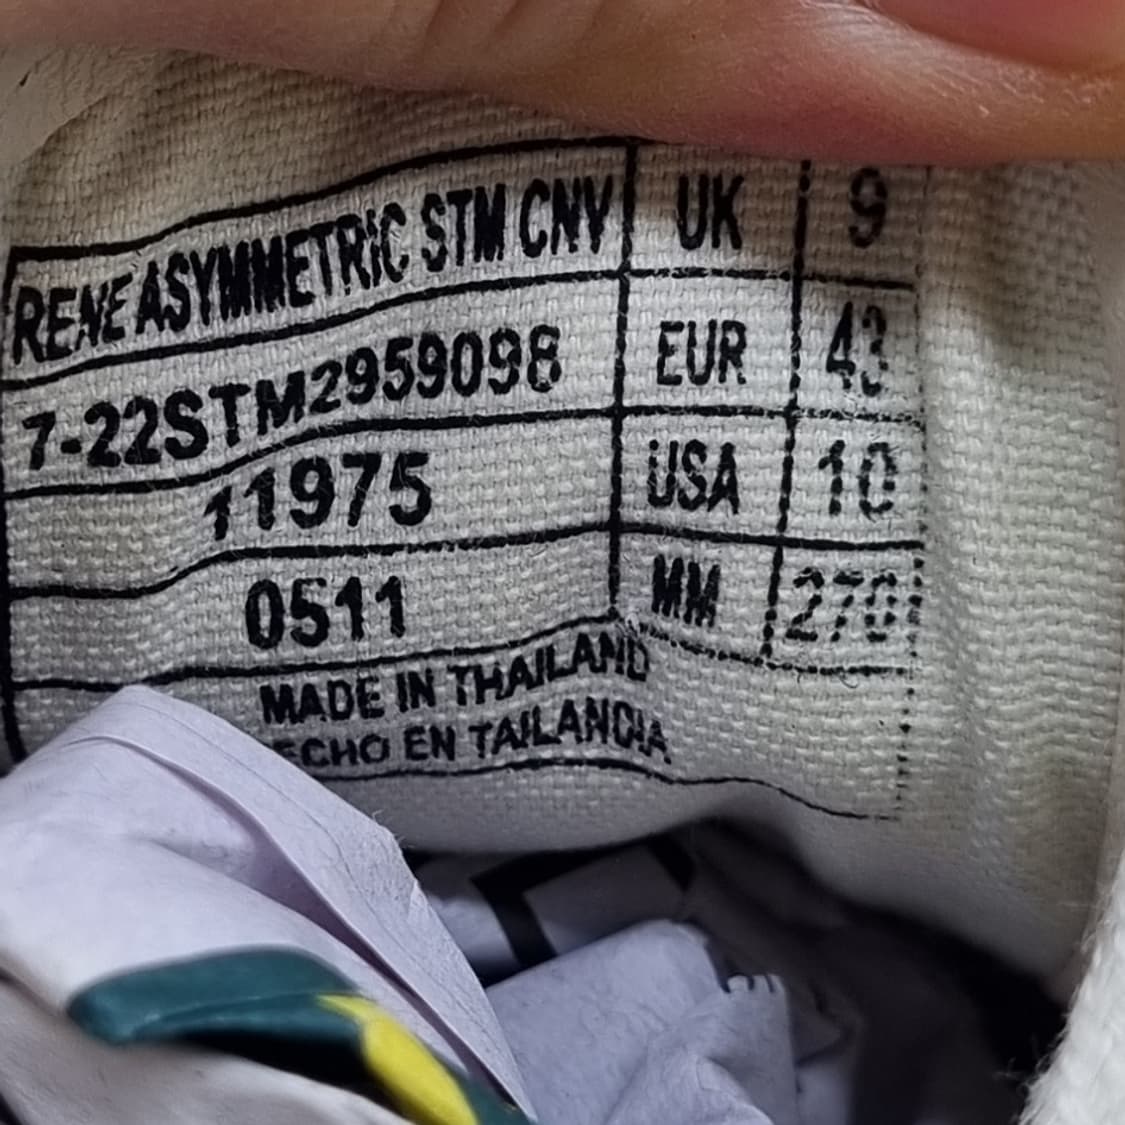 RENE ASYMMETRIC STM CNV UK 9
7-22STM2959098 EUR 43
11975 USA 10
0511 MM 270
MADE IN THAILAND
ECHO EN TAILANDIA